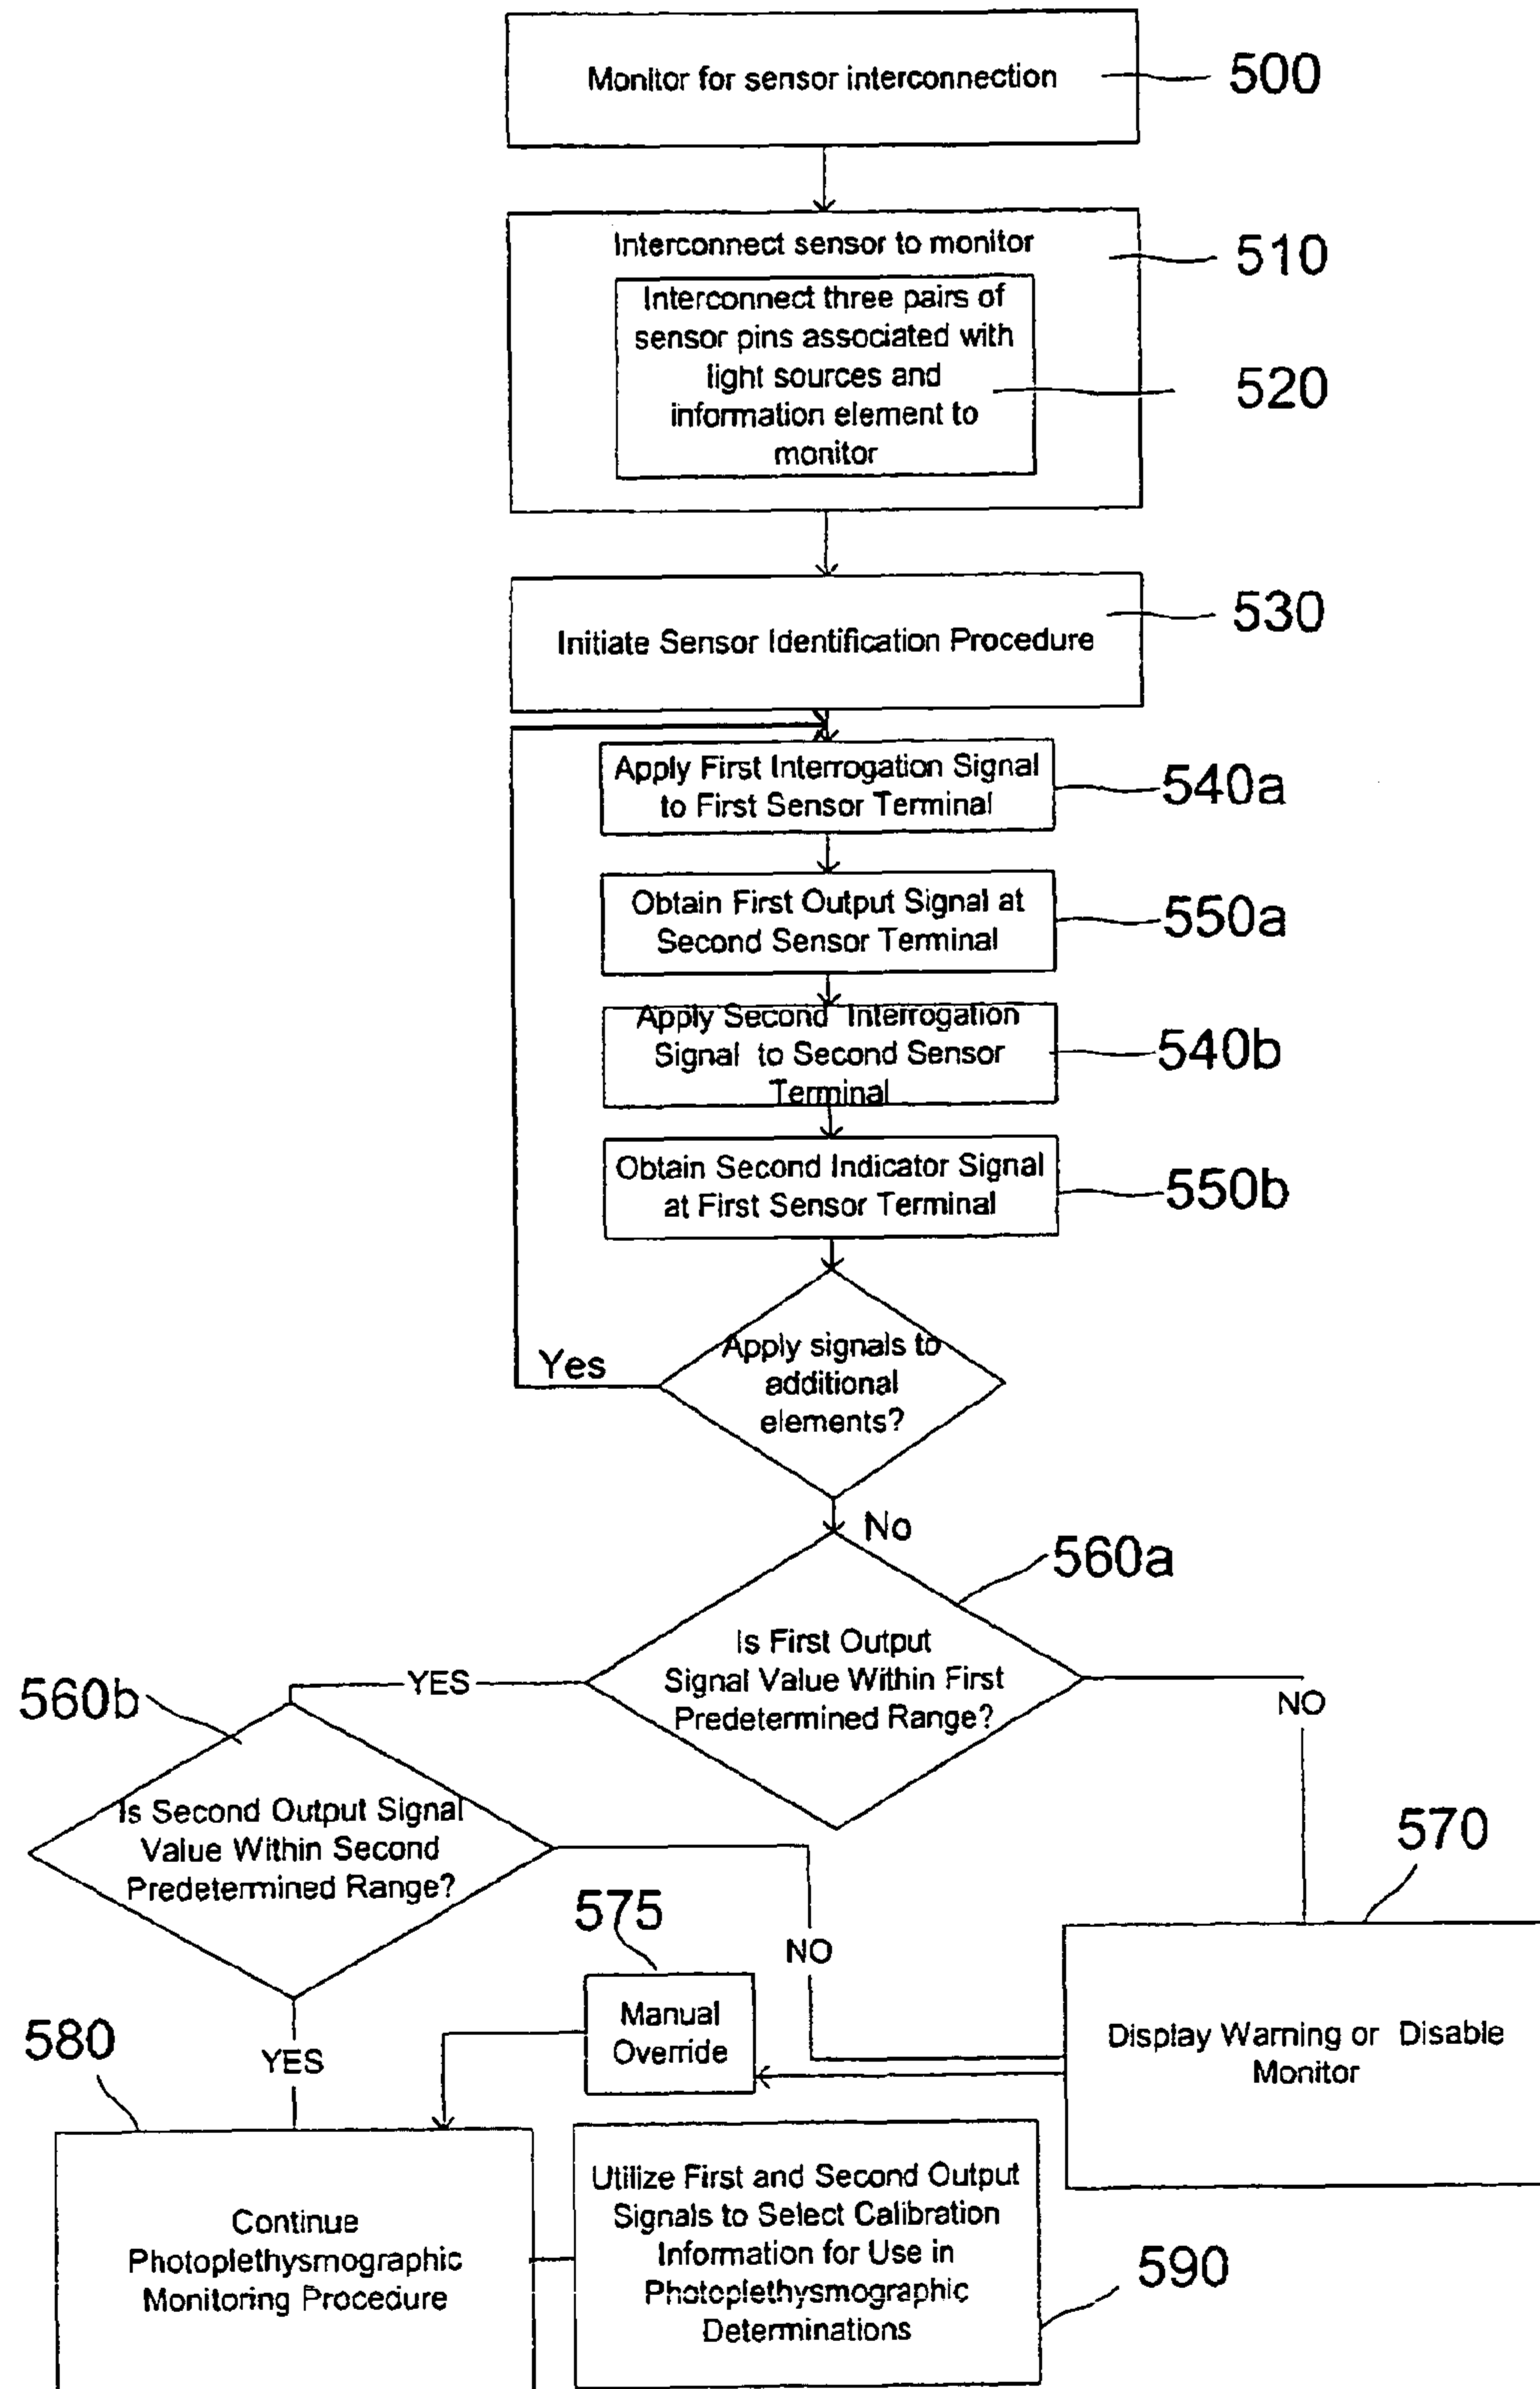 Monitor for sensor interconnection
500
Interconnect sensor to monitor
510
Interconnect three pairs of
sensor pins associated with
light sources and
information element to
monitor
520
Initiate Sensor Identification Procedure
530
Apply First Interrogation Signal
to First Sensor Terminal
540a
Obtain First Output Signal at
Second Sensor Terminal
550a
Apply Second Interrogation
Signal to Second Sensor
Terminal
540b
Obtain Second Indicator Signal
at First Sensor Terminal
550b
Apply signals to
additional
elements?
Yes
No
560a
Is First Output
Signal Value Within First
Predetermined Range?
YES
NO
560b
Is Second Output Signal
Value Within Second
Predetermined Range?
NO
YES
570
Display Warning or Disable
Monitor
575
Manual
Override
580
Continue
Photoplethysmographic
Monitoring Procedure
Utilize First and Second Output
Signals to Select Calibration
Information for Use in
Photoplethysmographic
Determinations
590